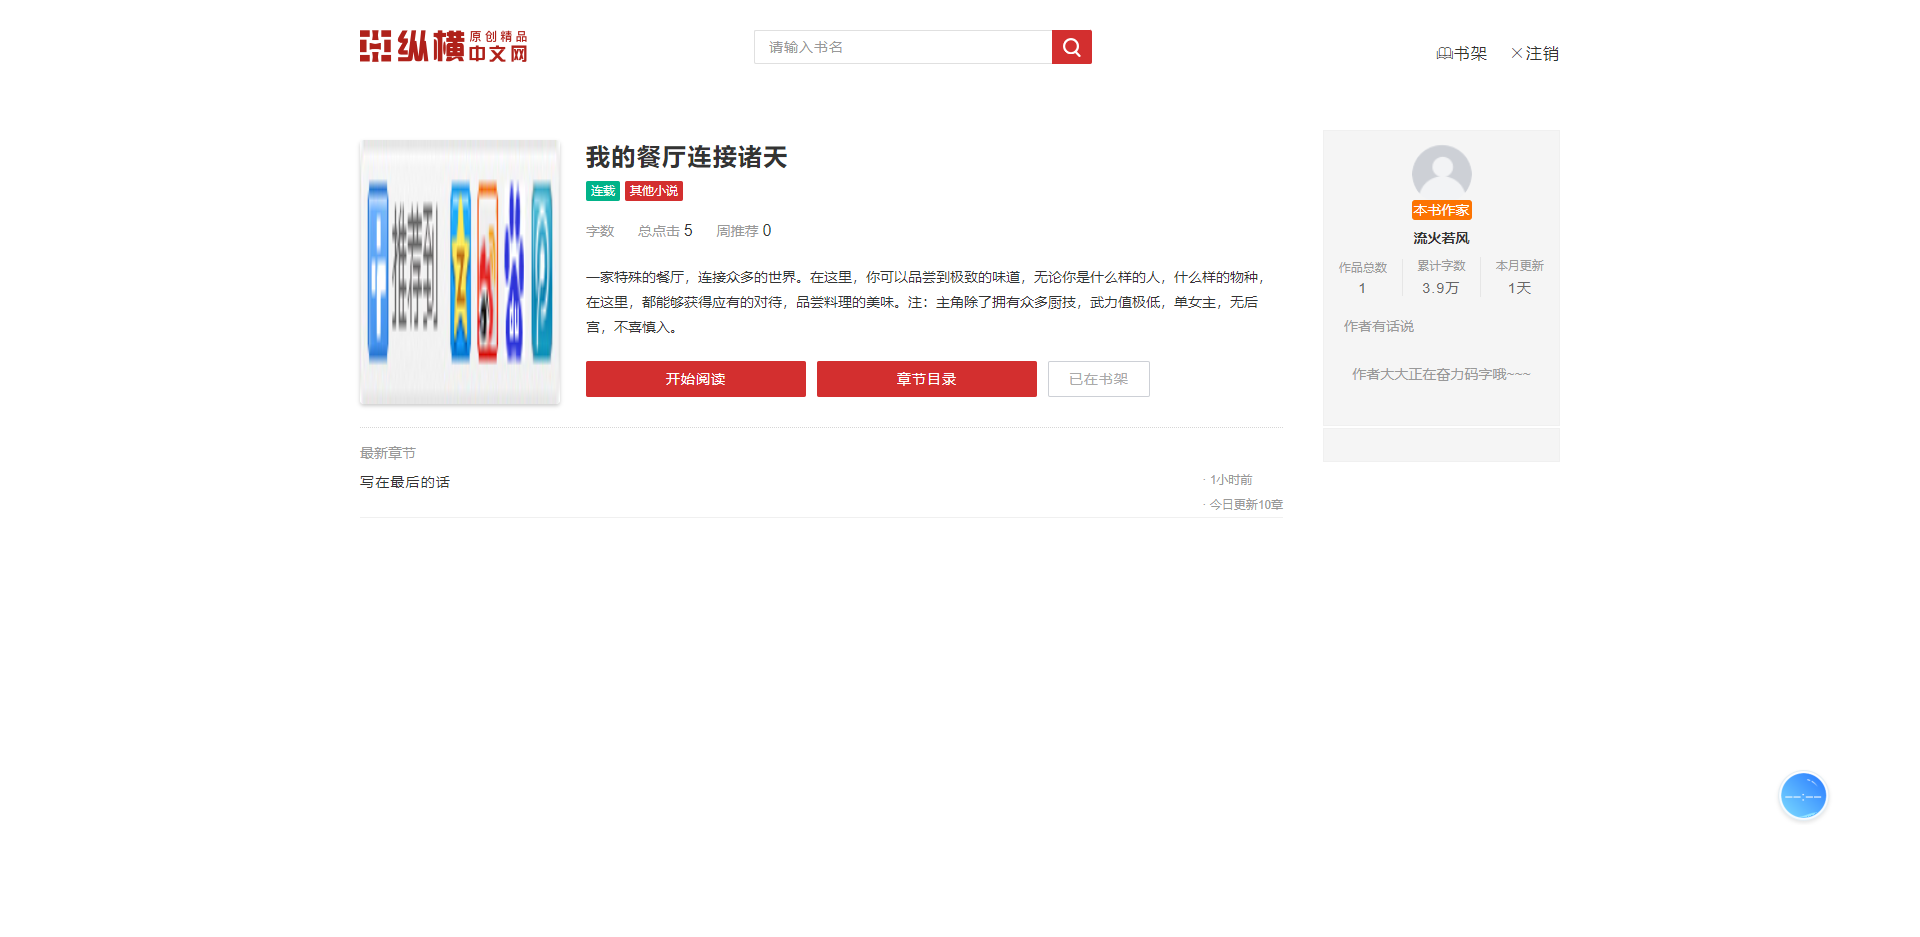 纵横
原创精品
中文网
请输入书名
书架
注销
推荐到
我的餐厅连接诸天
连载 其他小说
字数 总点击 5 周推荐 0
一家特殊的餐厅，连接众多的世界。在这里，你可以品尝到极致的味道，无论你是什么样的人，什么样的物种，
在这里，都能够获得应有的对待，品尝料理的美味。注：主角除了拥有众多厨技，武力值极低，单女主，无后
宫，不喜慎入。
开始阅读 章节目录 已在书架
本书作家
流火若风
作品总数 累计字数 本月更新
1 3.9万 1天
作者有话说
作者大大正在奋力码字哦~~~
最新章节
写在最后的话
· 1小时前
· 今日更新10章
--:--